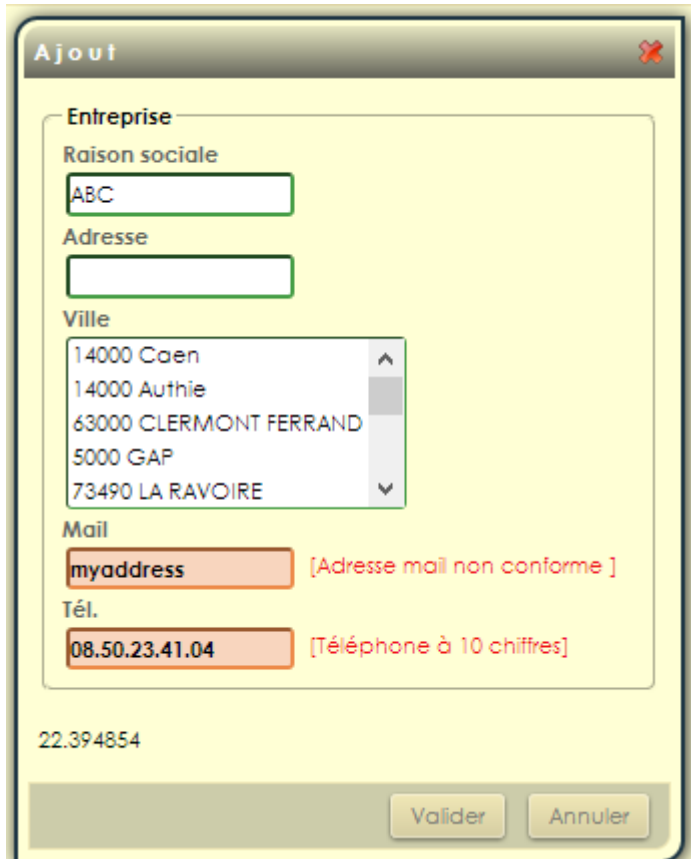 Ajout
Entreprise
Raison sociale
ABC
Adresse
Ville
14000 Caen
14000 Authie
63000 CLERMONT FERRAND
5000 GAP
73490 LA RAVOIRE
Mail
myaddress [Adresse mail non conforme ]
Tél.
08.50.23.41.04 [Téléphone à 10 chiffres]
22.394854
Valider Annuler